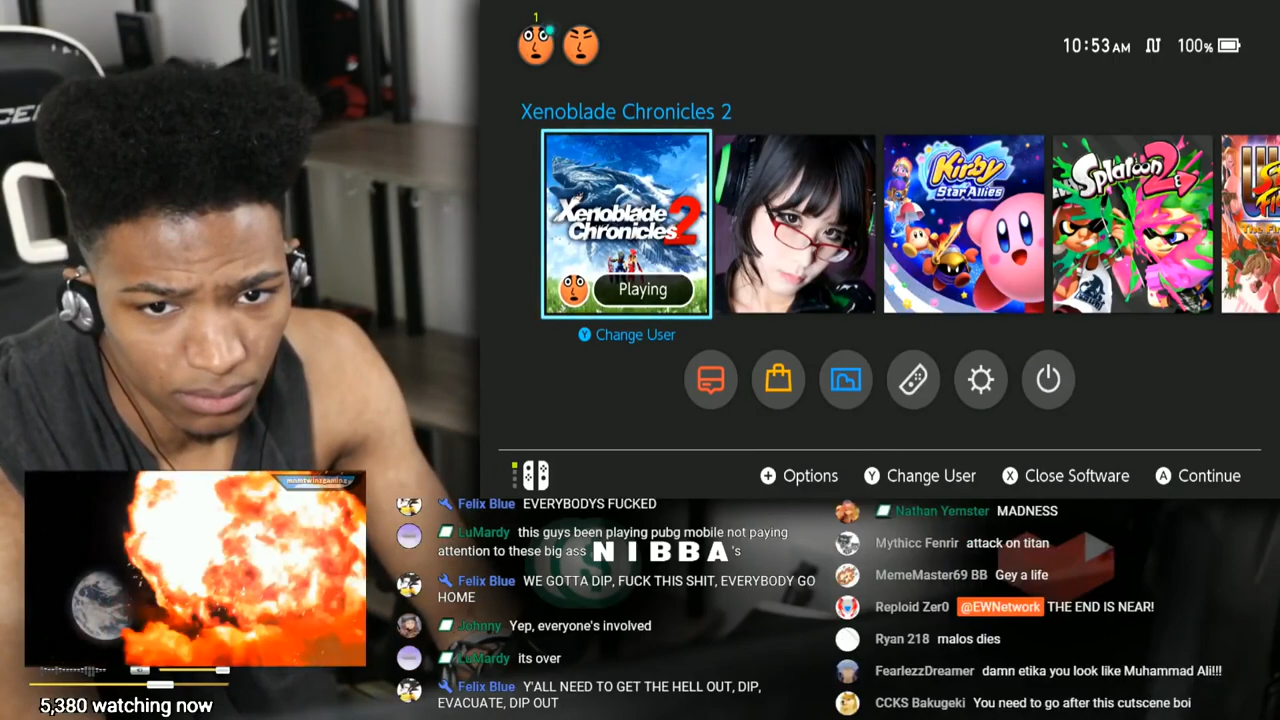 1
10:53AM
100%
Xenoblade Chronicles 2
Xenoblade
Chronicles 2
Playing
Kirby
Star Allies
Splatoon 2
Change User
Options
Change User
Close Software
Continue
mnmtwinzgaming
Felix Blue EVERYBODYS FUCKED
LuMardy this guys been playing pubg mobile not paying
attention to these big ass NIBBA 's
Felix Blue WE GOTTA DIP, FUCK THIS SHIT, EVERYBODY GO
HOME
Johnny Yep, everyone's involved
LuMardy its over
Felix Blue Y'ALL NEED TO GET THE HELL OUT, DIP,
EVACUATE, DIP OUT
Nathan Yemster MADNESS
Mythicc Fenrir attack on titan
MemeMaster69 BB Gey a life
Reploid Zer0 @EWNetwork THE END IS NEAR!
Ryan 218 malos dies
FearlezzDreamer damn etika you look like Muhammad Ali!!!
CCKS Bakugeki You need to go after this cutscene boi
5,380 watching now